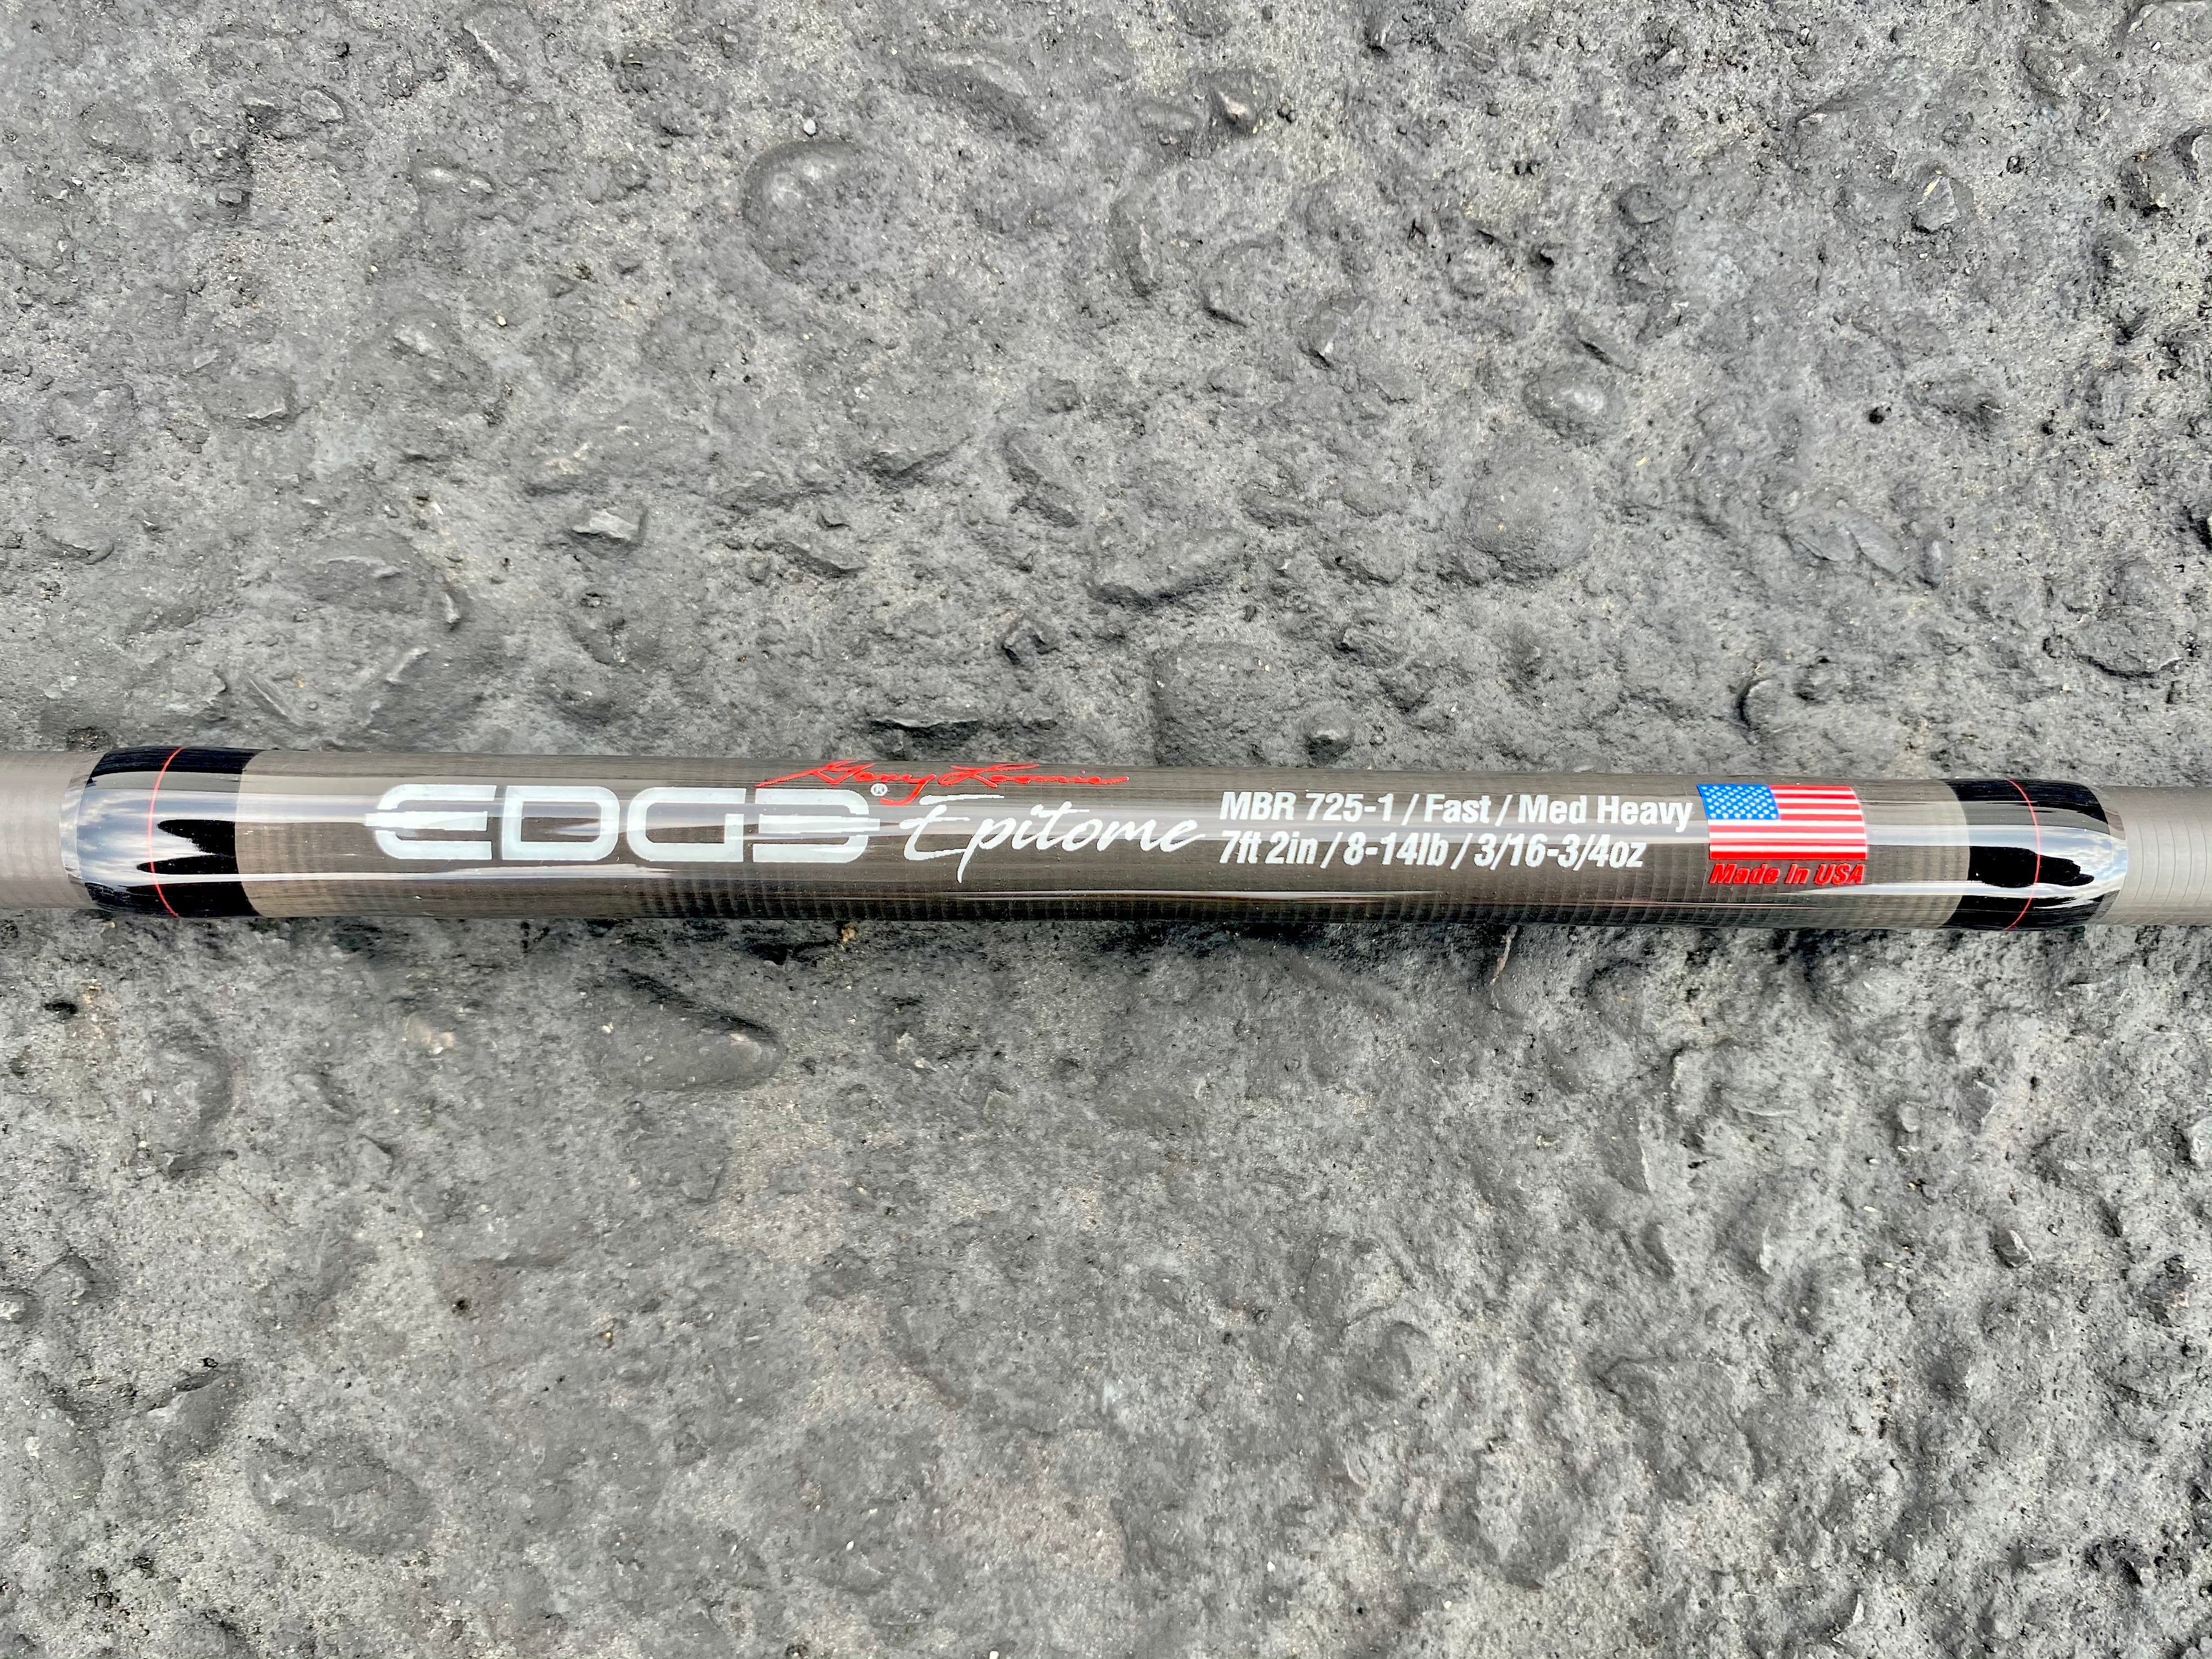 Gary Loomis
EDGE® Epitome
MBR 725-1 / Fast / Med Heavy
7ft 2in / 8-14lb / 3/16-3/4oz
Made In USA